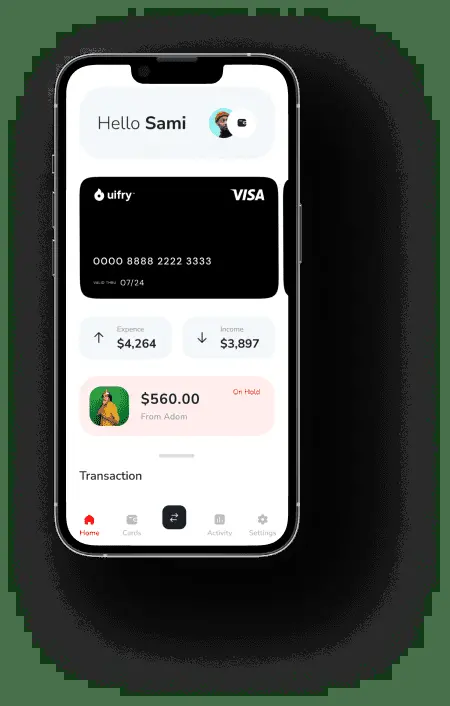 Hello Sami
uifry
VISA
0000 8888 2222 3333
VALID THRU 07/24
Expence
$4,264
Income
$3,897
$560.00
On Hold
From Adom
Transaction
Home
Cards
Activity
Settings